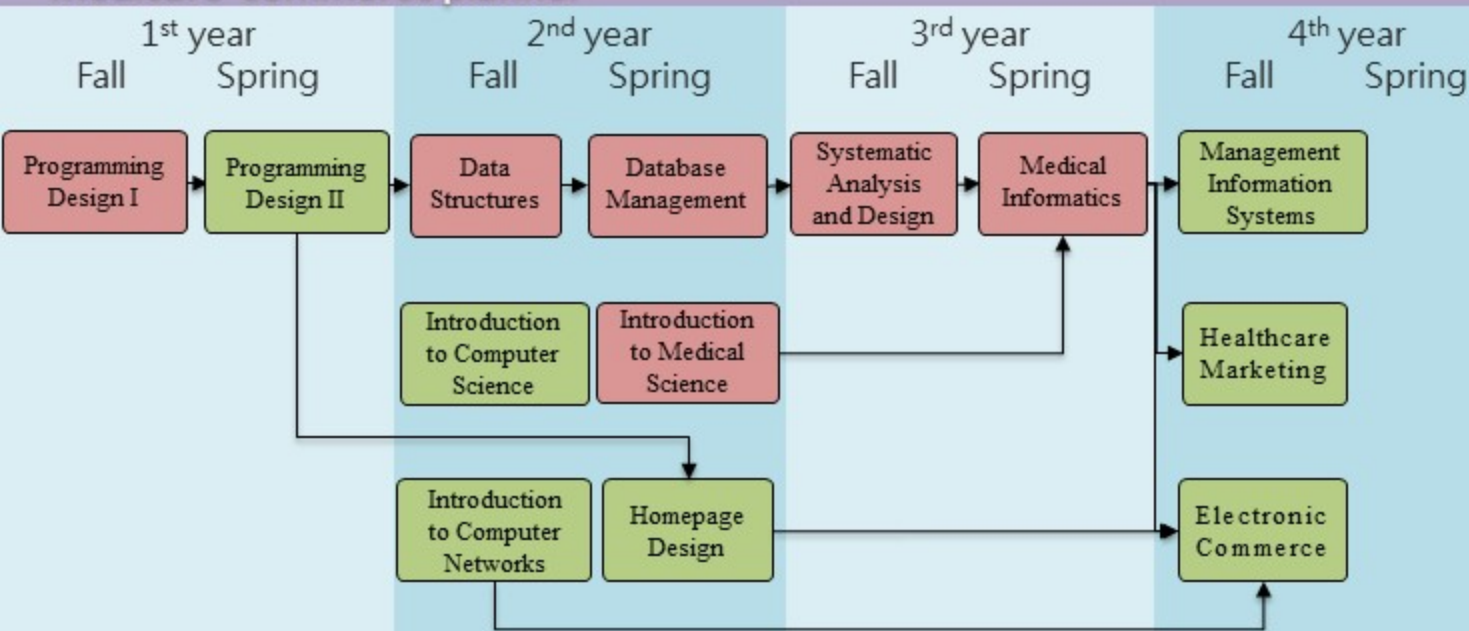 1st year
2nd year
3rd year
4th year
Fall
Spring
Fall
Spring
Fall
Spring
Fall
Spring
Programming
Design I
Programming
Design II
Data
Structures
Database
Management
Systematic
Analysis
and Design
Medical
Informatics
Management
Information
Systems
Introduction
to Computer
Science
Introduction
to Medical
Science
Healthcare
Marketing
Introduction
to Computer
Networks
Homepage
Design
Electronic
Commerce